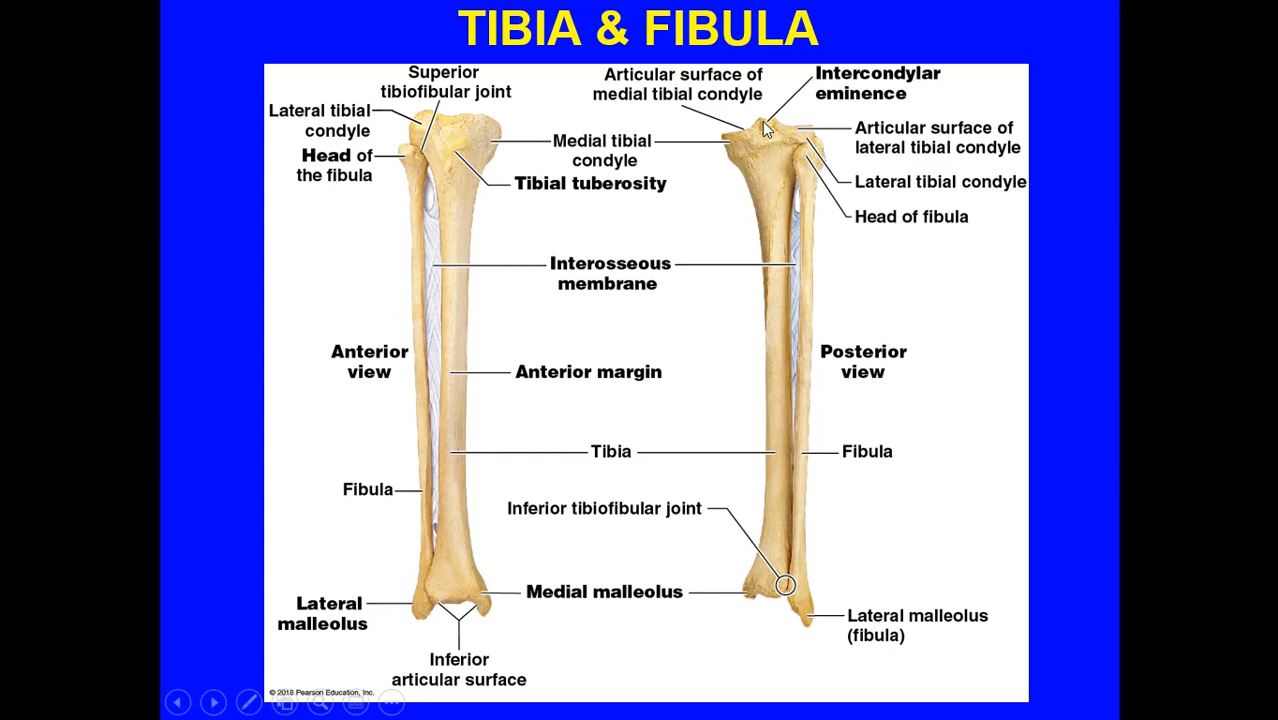 TIBIA & FIBULA
Superior
tibiofibular joint
Articular surface of
medial tibial condyle
Intercondylar
eminence
Lateral tibial
condyle
Head of
the fibula
Medial tibial
condyle
Tibial tuberosity
Articular surface of
lateral tibial condyle
Lateral tibial condyle
Head of fibula
Interosseous
membrane
Anterior
view
Anterior margin
Posterior
view
Tibia
Fibula
Fibula
Inferior tibiofibular joint
Medial malleolus
Lateral
malleolus
Lateral malleolus
(fibula)
Inferior
articular surface
© 2018 Pearson Education, Inc.